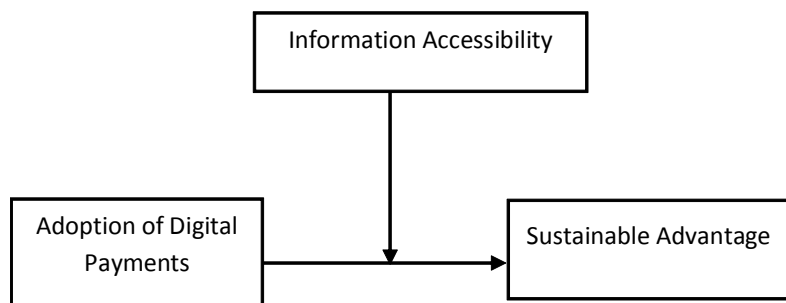 Information Accessibility
Adoption of Digital
Payments
Sustainable Advantage